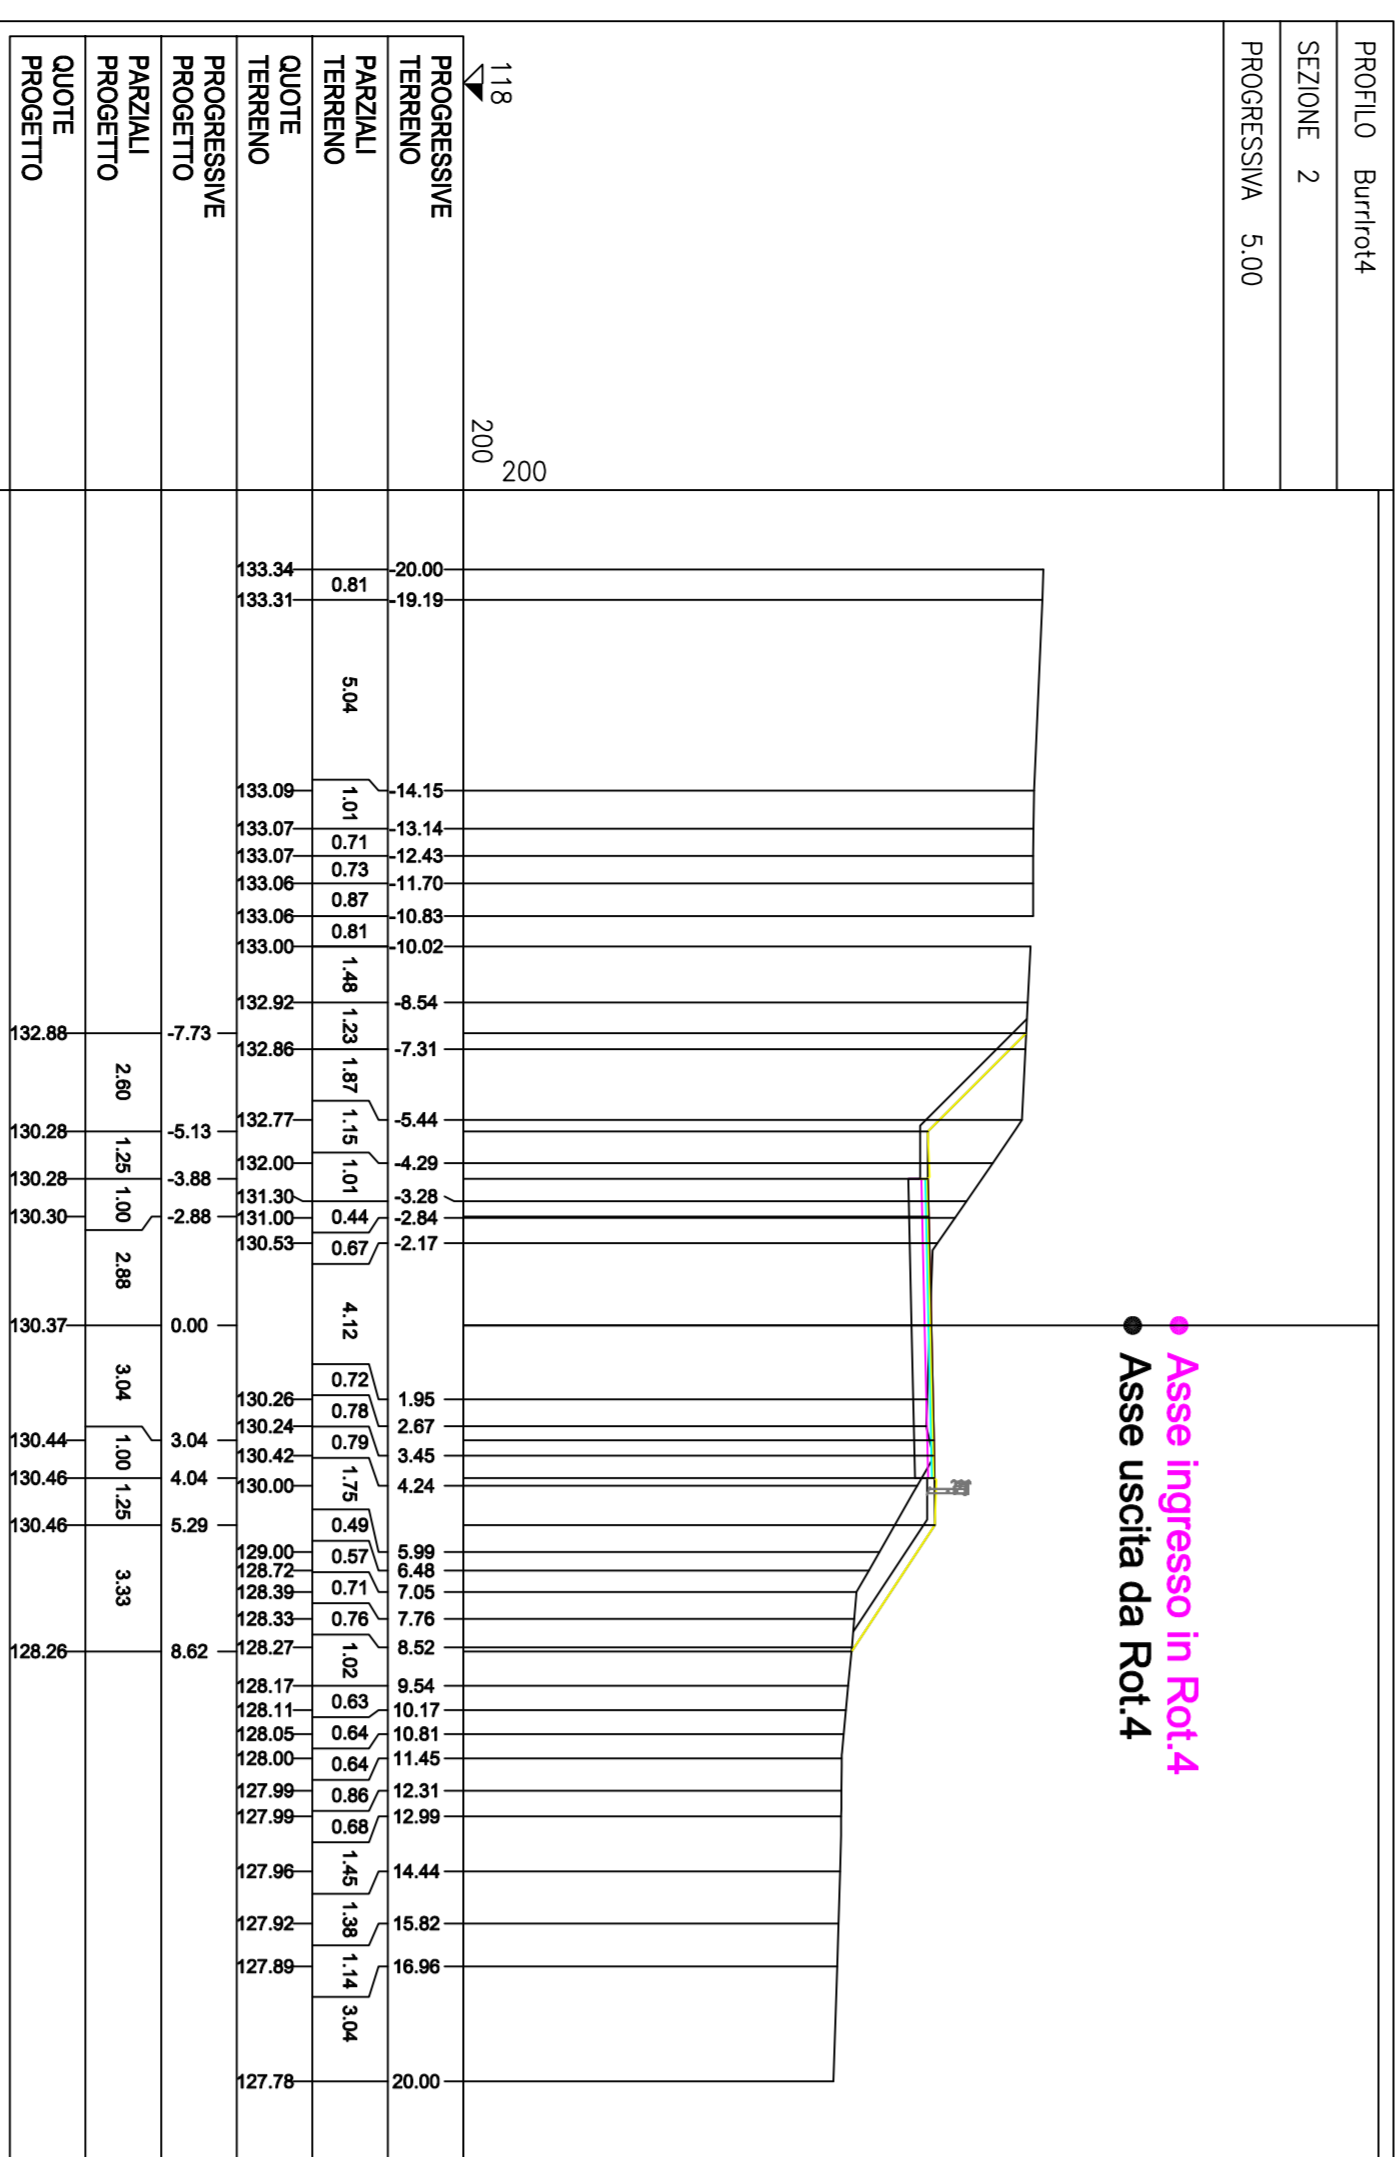 PROFILO Burrlrot4
SEZIONE 2
PROGRESSIVA 5.00
Asse ingresso in Rot.4
Asse uscita da Rot.4
118
200
200
PROGRESSIVE TERRENO
-20.00 -19.19 -14.15 -13.14 -12.43 -11.70 -10.83 -10.02 -8.54 -7.31 -5.44 -4.29 -3.28 -2.84 -2.17 1.95 2.67 3.45 4.24 5.99 6.48 7.05 7.76 8.52 9.54 10.17 10.81 11.45 12.31 12.99 14.44 15.82 16.96 20.00
PARZIALI TERRENO
0.81 5.04 1.01 0.71 0.73 0.87 0.81 1.48 1.23 1.87 1.15 1.01 0.44 0.67 4.12 0.72 0.78 0.79 1.75 0.49 0.57 0.71 0.76 1.02 0.63 0.64 0.64 0.86 0.68 1.45 1.38 1.14 3.04
QUOTE TERRENO
133.34 133.31 133.09 133.07 133.07 133.06 133.06 133.00 132.92 132.86 132.77 132.00 131.30 131.00 130.53 130.26 130.24 130.42 130.00 129.00 128.72 128.39 128.33 128.27 128.17 128.11 128.05 128.00 127.99 127.99 127.96 127.92 127.89 127.78
PROGRESSIVE PROGETTO
-7.73 -5.13 -3.88 -2.88 0.00 3.04 4.04 5.29 8.62
PARZIALI PROGETTO
2.60 1.25 1.00 2.88 3.04 1.00 1.25 3.33
QUOTE PROGETTO
132.88 130.28 130.28 130.30 130.37 130.44 130.46 130.46 128.26